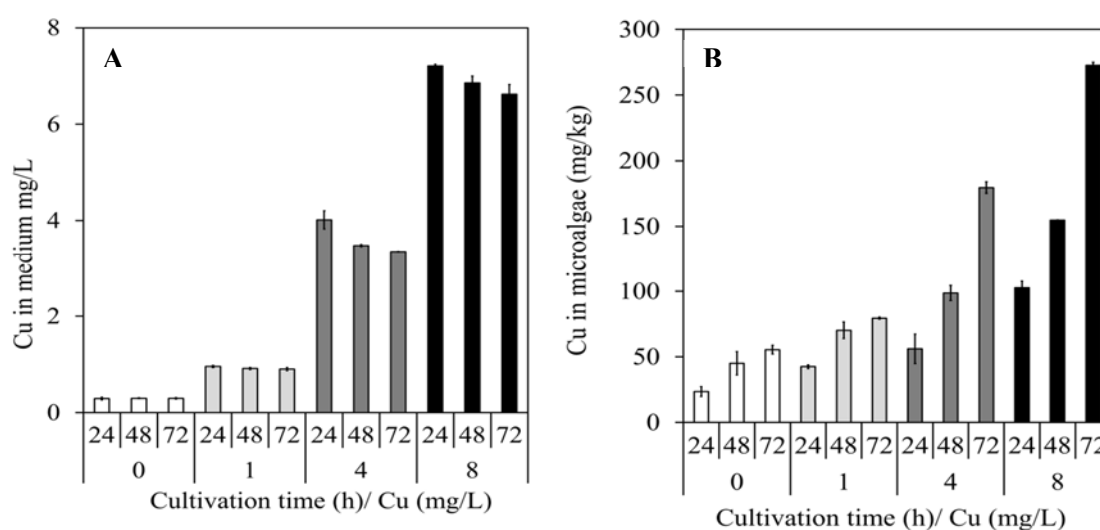 A
Cu in medium mg/L
8
6
4
2
0
24 48 72 24 48 72 24 48 72 24 48 72
0 1 4 8
Cultivation time (h)/ Cu (mg/L)
B
Cu in microalgae (mg/kg)
300
250
200
150
100
50
0
24 48 72 24 48 72 24 48 72 24 48 72
0 1 4 8
Cultivation time (h)/ Cu (mg/L)